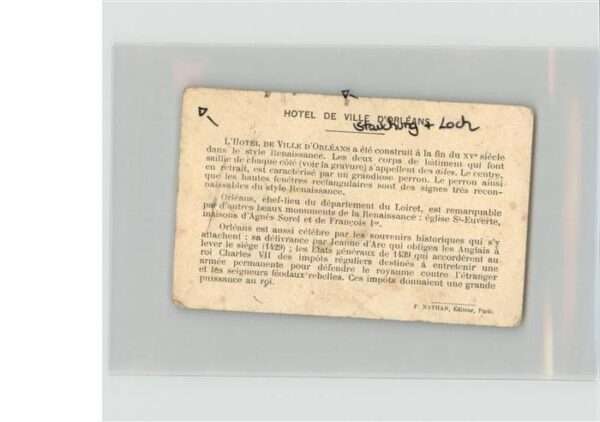 HOTEL DE VILLE D'ORLÉANS
Stauchung + Loch
L'HOTEL DE VILLE D'ORLÉANS a été construit à la fin du XVe siècle
dans le style Renaissance. Les deux corps de bâtiment qui font
saillie de chaque côté (voir la gravure) s'appellent des ailes. Le centre,
en retrait, est caractérisé par un grandiose perron. Le perron ainsi
que les hautes fenêtres rectangulaires sont des signes très recon-
naissables du style Renaissance.
Orléans, chef-lieu du département du Loiret, est remarquable
par d'autres beaux monuments de la Renaissance : église St-Euverte,
maisons d'Agnès Sorel et de François Ier.
Orléans est aussi célèbre par les souvenirs historiques qui s'y
attachent : sa délivrance par Jeanne d'Arc qui obligea les Anglais à
lever le siège (1429) ; les Etats généraux de 1439 qui accordèrent au
roi Charles VII des impôts réguliers destinés à entretenir une
armée permanente pour défendre le royaume contre l'étranger
et les seigneurs féodaux rebelles. Ces impôts donnaient une grande
puissance au roi.
F. NATHAN, Éditeur, Paris.